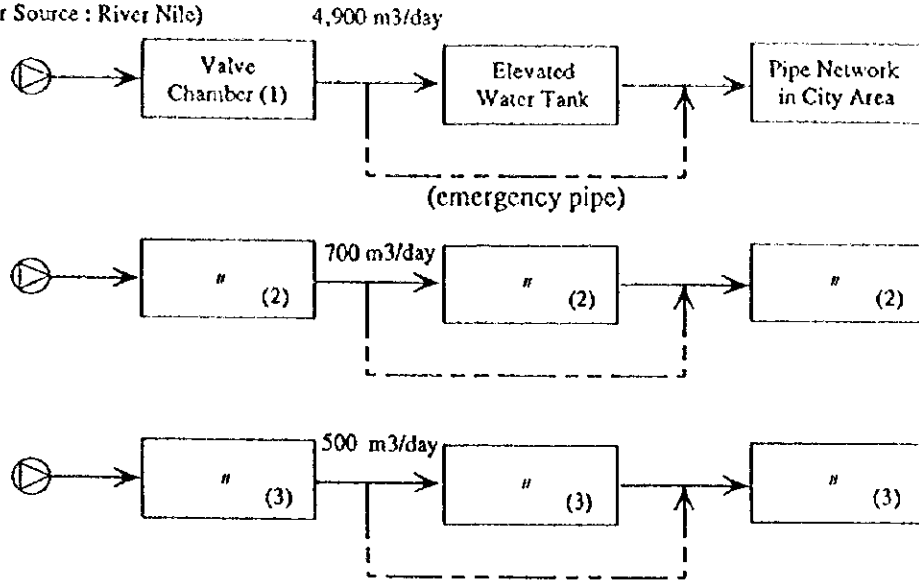 r Source : River Nile)
4,900 m3/day
Valve
Chamber (1)
Elevated
Water Tank
Pipe Network
in City Area
(emergency pipe)
700 m3/day
〃
(2)
〃
(2)
〃
(2)
500 m3/day
〃
(3)
〃
(3)
〃
(3)